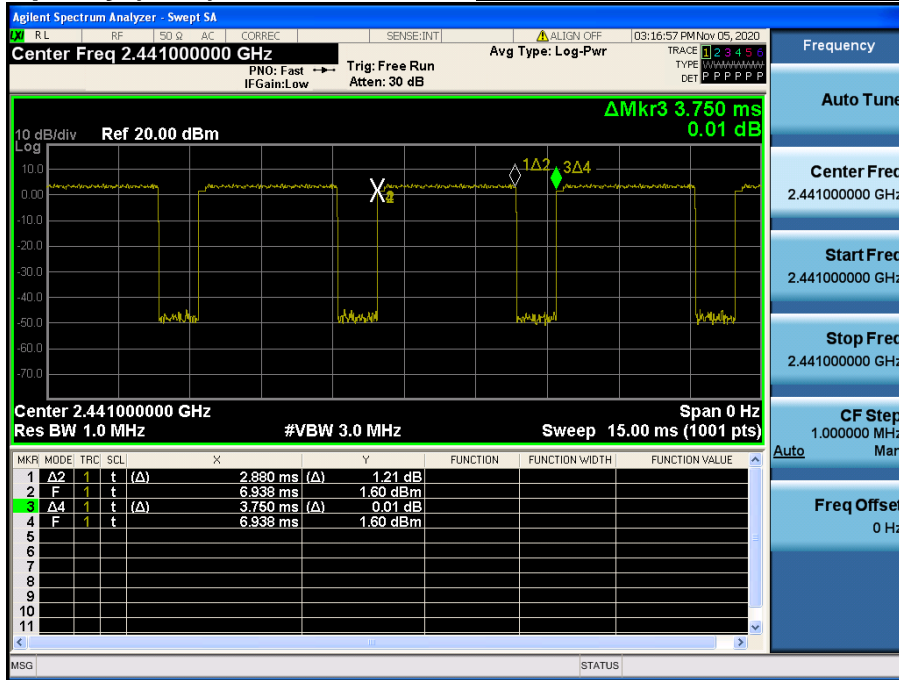 Agilent Spectrum Analyzer - Swept SA
LXI RL RF 50 Ω AC CORREC SENSE:INT ALIGN OFF 03:16:57 PM Nov 05, 2020
Center Freq 2.441000000 GHz
PNO: Fast
IFGain:Low
Trig: Free Run
Atten: 30 dB
Avg Type: Log-Pwr
TRACE 1 2 3 4 5 6
TYPE
DET P P P P P P
ΔMkr3 3.750 ms
0.01 dB
10 dB/div Ref 20.00 dBm
Log
10.0
0.00
-10.0
-20.0
-30.0
-40.0
-50.0
-60.0
-70.0
1Δ2
3Δ4
Center 2.441000000 GHz Span 0 Hz
Res BW 1.0 MHz #VBW 3.0 MHz Sweep 15.00 ms (1001 pts)
MKR MODE TRC SCL X Y FUNCTION FUNCTION WIDTH FUNCTION VALUE
1 Δ2 1 t (Δ) 2.880 ms (Δ) 1.21 dB
2 F 1 t 6.938 ms 1.60 dBm
3 Δ4 1 t (Δ) 3.750 ms (Δ) 0.01 dB
4 F 1 t 6.938 ms 1.60 dBm
5
6
7
8
9
10
11
MSG STATUS
Frequency
Auto Tune
Center Freq
2.441000000 GHz
Start Freq
2.441000000 GHz
Stop Freq
2.441000000 GHz
CF Step
1.000000 MHz
Auto Man
Freq Offset
0 Hz